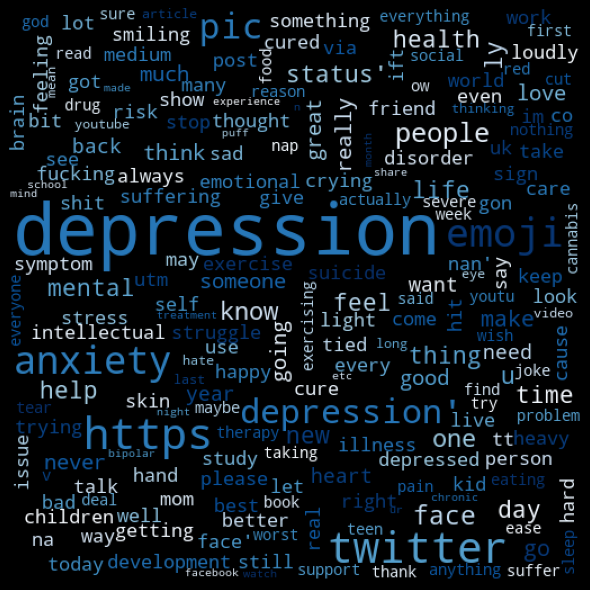 god
lot
sure
article
pic
something
everything
work
smiling
cured
via
health
ly
first
feeling
read
medium
post
food
status'
ift
social
red
cut
loudly
mean
made
got
much
many
reason
show
ow
world
even
love
brain
drug
youtube
experience
great
really
friend
thinking
bit
risk
stop
thought
puff
n
month
people
im
co
nothing
back
think
sad
nap
disorder
uk
take
see
fucking
always
emotional
crying
share
sign
mind
school
shit
suffering
give
actually
life
severe
week
gon
care
cannabis
depression
emoji
symptom
may
exercise
suicide
want
nan'
eye
say
keep
everyone
mental
utm
someone
exercising
feel
said
youtu
look
stress
self
know
light
come
hit
make
wish
video
intellectual
treatment
struggle
going
tied
long
cause
anxiety
use
hate
happy
every
thing
need
joke
help
last
year
cure
etc
good
u
time
tear
skin
maybe
depression'
find
try
trying
https
night
therapy
taking
new
live
one
tt
problem
heavy
issue
never
bipolar
study
illness
depressed
person
v
talk
hand
please
let
heart
pain
kid
eating
bad
deal
mom
best
book
right
chronic
children
well
better
real
teen
or
face
day
ease
hard
na
way
getting
face'
worst
twitter
go
sleep
today
development
still
support
thank
anything
suffer
facebook
watch